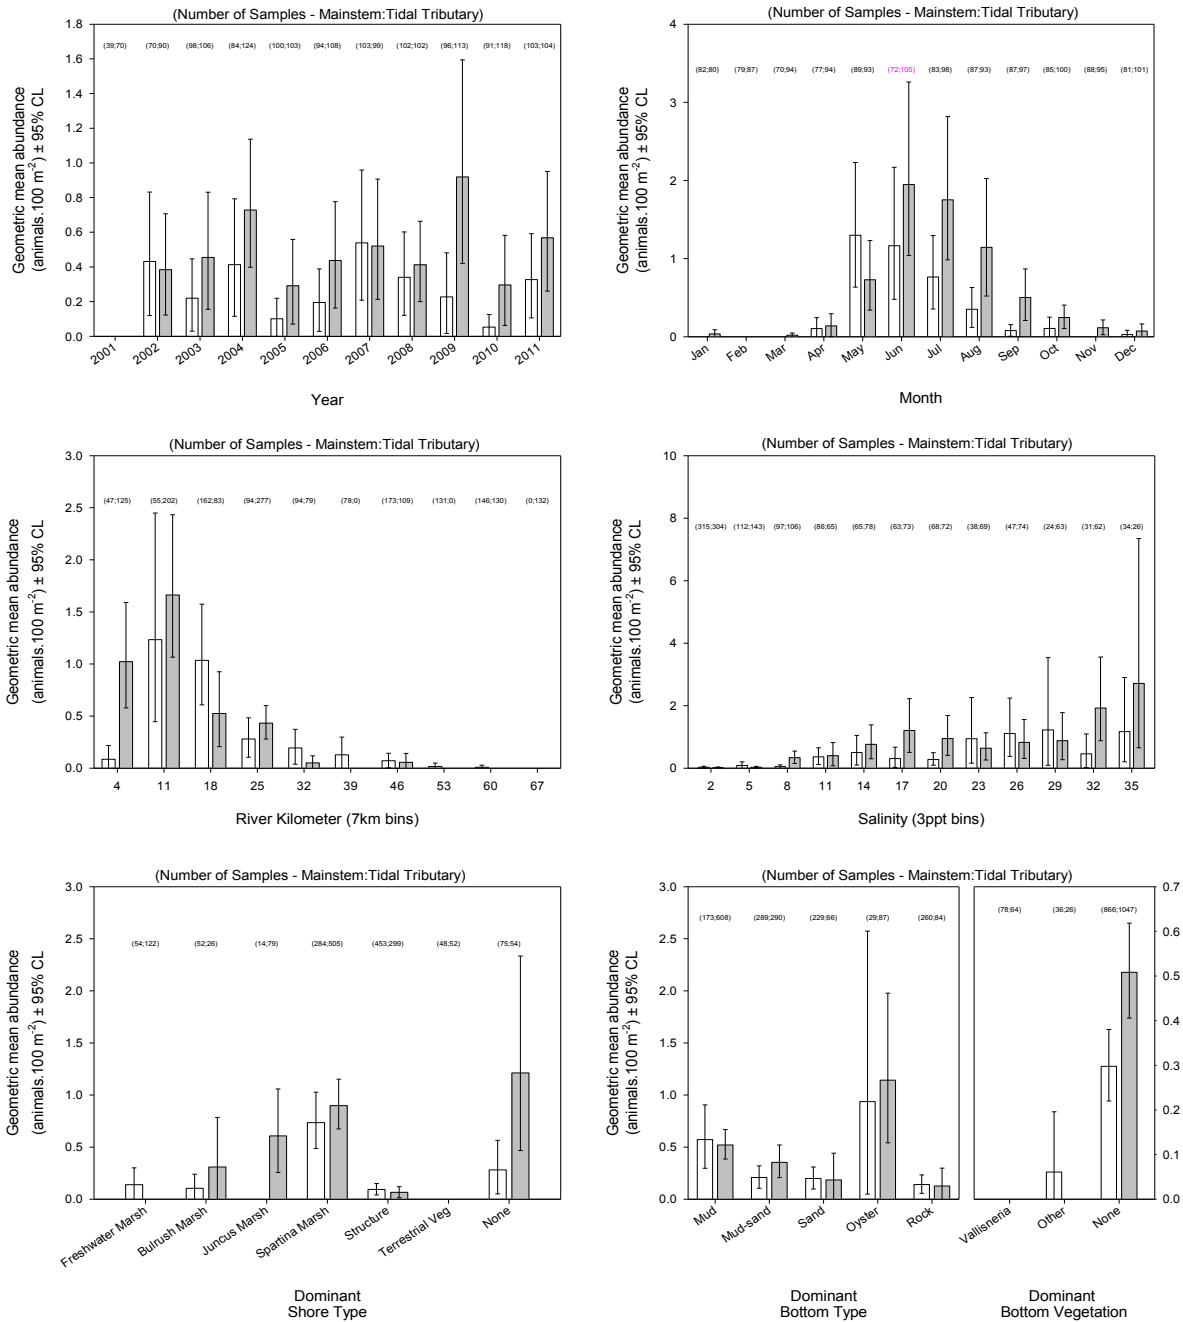 (Number of Samples - Mainstem:Tidal Tributary)
1.8
1.6
1.4
1.2
1.0
0.8
0.6
0.4
0.2
0.0
(39;70) (70;90) (98;106) (84;124) (100;103) (94;108) (103;99) (102;102) (96;113) (91;118) (103;104)
Geometric mean abundance
(animals.100 m-2) ± 95% CL
2001 2002 2003 2004 2005 2006 2007 2008 2009 2010 2011
Year
(Number of Samples - Mainstem:Tidal Tributary)
4
3
2
1
0
(82;80) (79;87) (70;94) (77;94) (89;93) (72;105) (83;98) (87;93) (87;97) (85;100) (88;95) (81;101)
Geometric mean abundance
(animals.100 m-2) ± 95% CL
Jan Feb Mar Apr May Jun Jul Aug Sep Oct Nov Dec
Month
(Number of Samples - Mainstem:Tidal Tributary)
3.0
2.5
2.0
1.5
1.0
0.5
0.0
(47;125) (55;202) (162;83) (94;277) (94;79) (78;0) (173;109) (131;0) (146;130) (0;132)
Geometric mean abundance
(animals.100 m-2) ± 95% CL
4 11 18 25 32 39 46 53 60 67
River Kilometer (7km bins)
(Number of Samples - Mainstem:Tidal Tributary)
10
8
6
4
2
0
(315;304) (112;143) (97;106) (86;65) (65;78) (63;73) (68;72) (38;69) (47;74) (24;63) (31;62) (34;26)
Geometric mean abundance
(animals.100 m-2) ± 95% CL
2 5 8 11 14 17 20 23 26 29 32 35
Salinity (3ppt bins)
(Number of Samples - Mainstem:Tidal Tributary)
3.0
2.5
2.0
1.5
1.0
0.5
0.0
(54;122) (52;26) (14;79) (284;505) (453;299) (48;52) (75;54)
Geometric mean abundance
(animals.100 m-2) ± 95% CL
Freshwater Marsh Bulrush Marsh Juncus Marsh Spartina Marsh Structure Terrestrial Veg None
Dominant
Shore Type
(Number of Samples - Mainstem:Tidal Tributary)
3.0
2.5
2.0
1.5
1.0
0.5
0.0
(173;608) (289;290) (229;66) (29;87) (260;84)
Geometric mean abundance
(animals.100 m-2) ± 95% CL
Mud Mud-sand Sand Oyster Rock
Dominant
Bottom Type
(78;64) (36;26) (866;1047)
0.7
0.6
0.5
0.4
0.3
0.2
0.1
0.0
Vallisneria Other None
Dominant
Bottom Vegetation